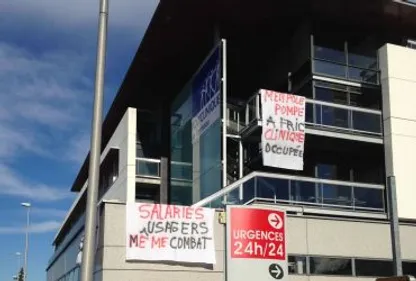 MEDIPOLE
POMPE
A FRIC
CLINIQUE
OCCUPÉE
SALARIÉS
USAGERS
MÊME COMBAT
URGENCES
24h/24